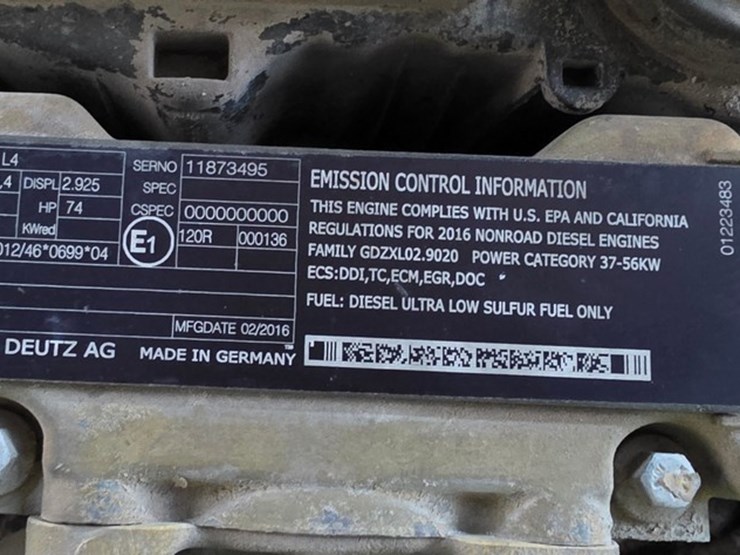 L4
.4 DISPL 2.925
HP 74
KWred
012/46*0699*04
SERNO 11873495
SPEC
CSPEC 0000000000
E1 120R 000136
MFGDATE 02/2016
DEUTZ AG MADE IN GERMANY
EMISSION CONTROL INFORMATION
THIS ENGINE COMPLIES WITH U.S. EPA AND CALIFORNIA
REGULATIONS FOR 2016 NONROAD DIESEL ENGINES
FAMILY GDZXL02.9020 POWER CATEGORY 37-56KW
ECS:DDI,TC,ECM,EGR,DOC
FUEL: DIESEL ULTRA LOW SULFUR FUEL ONLY
01223483